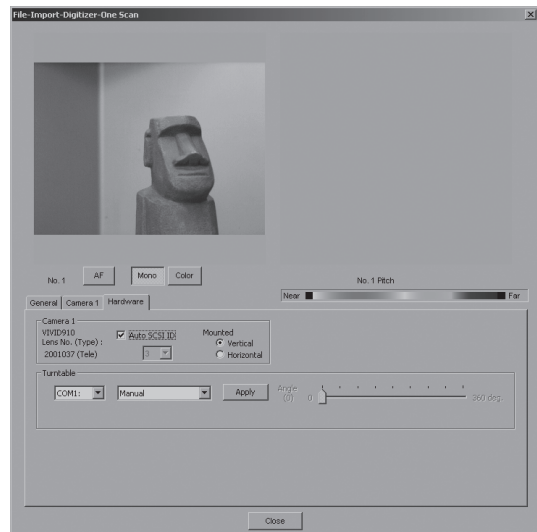 File-Import-Digitizer-One Scan
No. 1
AF
Mono
Color
No. 1 Pitch
Near
Far
General
Camera 1
Hardware
Camera 1
VIVID910
Lens No. (Type) :
2001037 (Tele)
Auto SCSI ID
3
Mounted
Vertical
Horizontal
Turntable
COM1:
Manual
Apply
Angle
0
360 deg.
Close